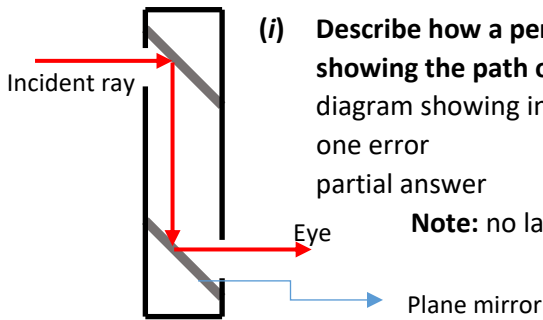 (i) Describe how a per
showing the path o
Incident ray
diagram showing in
one error
partial answer
Note: no la
Eye
Plane mirror